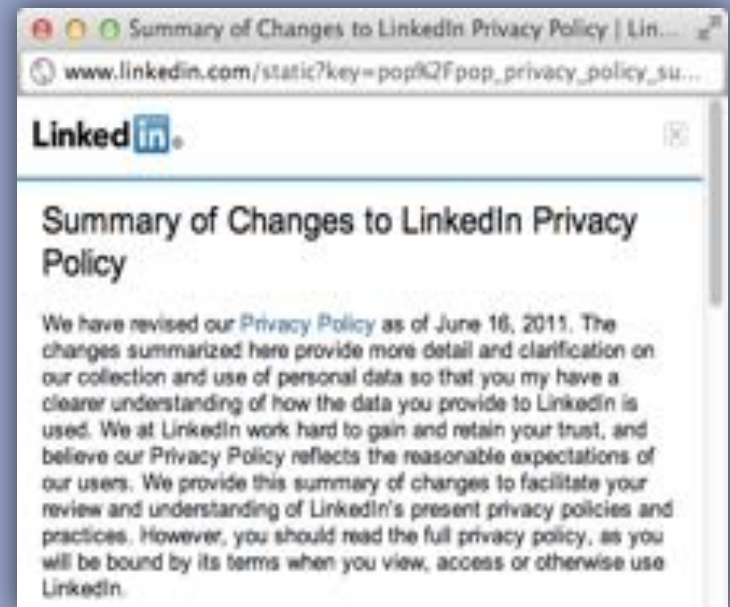 Summary of Changes to LinkedIn Privacy Policy | Lin...
www.linkedin.com/static?key=pop%2Fpop_privacy_policy_su...
Linked in®
Summary of Changes to LinkedIn Privacy
Policy
We have revised our Privacy Policy as of June 16, 2011. The
changes summarized here provide more detail and clarification on
our collection and use of personal data so that you my have a
clearer understanding of how the data you provide to LinkedIn is
used. We at LinkedIn work hard to gain and retain your trust, and
believe our Privacy Policy reflects the reasonable expectations of
our users. We provide this summary of changes to facilitate your
review and understanding of LinkedIn's present privacy policies and
practices. However, you should read the full privacy policy, as you
will be bound by its terms when you view, access or otherwise use
LinkedIn.